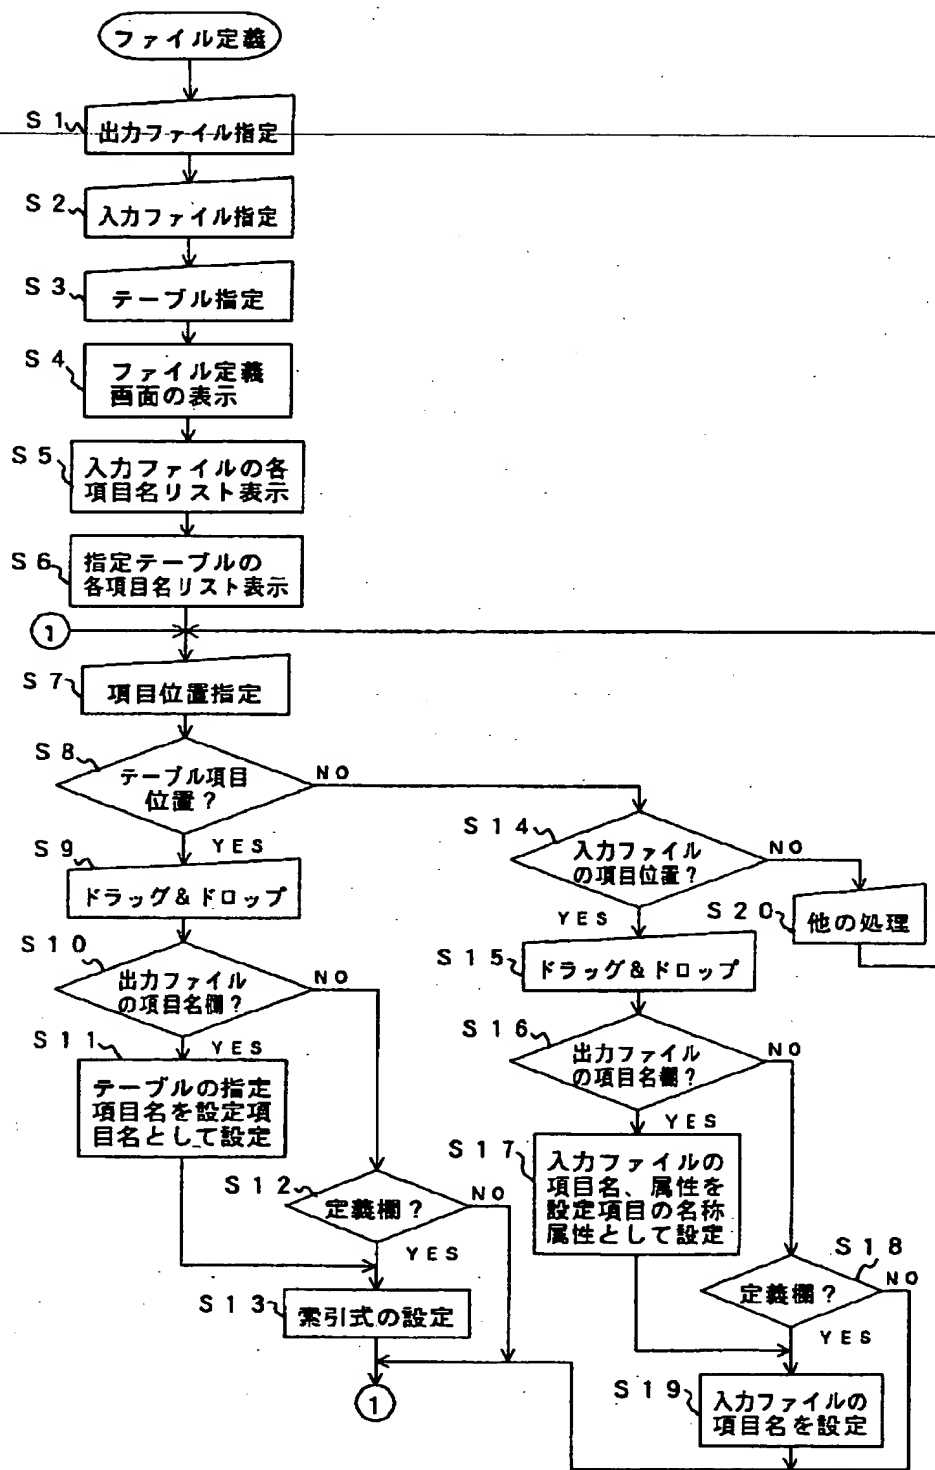 ファイル定義
S1
出力ファイル指定
S2
入力ファイル指定
S3
テーブル指定
S4
ファイル定義
画面の表示
S5
入力ファイルの各
項目名リスト表示
S6
指定テーブルの
各項目名リスト表示
1
S7
項目位置指定
S8
テーブル項目
位置?
NO
YES
S9
ドラッグ&ドロップ
S10
出力ファイル
の項目名欄?
NO
YES
S11
テーブルの指定
項目名を設定項
目名として設定
S12
定義欄?
NO
YES
S13
索引式の設定
1
S14
入力ファイル
の項目位置?
NO
YES
S20
他の処理
S15
ドラッグ&ドロップ
S16
出力ファイル
の項目名欄?
NO
YES
S17
入力ファイルの
項目名、属性を
設定項目の名称
属性として設定
S18
定義欄?
NO
YES
S19
入力ファイルの
項目名を設定